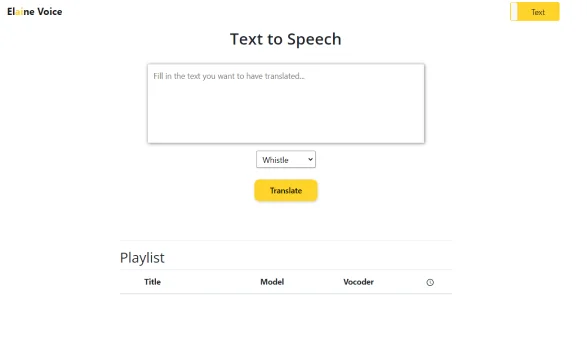 Elaine Voice
Text
Text to Speech
Fill in the text you want to have translated...
Whistle
Translate
Playlist
Title Model Vocoder